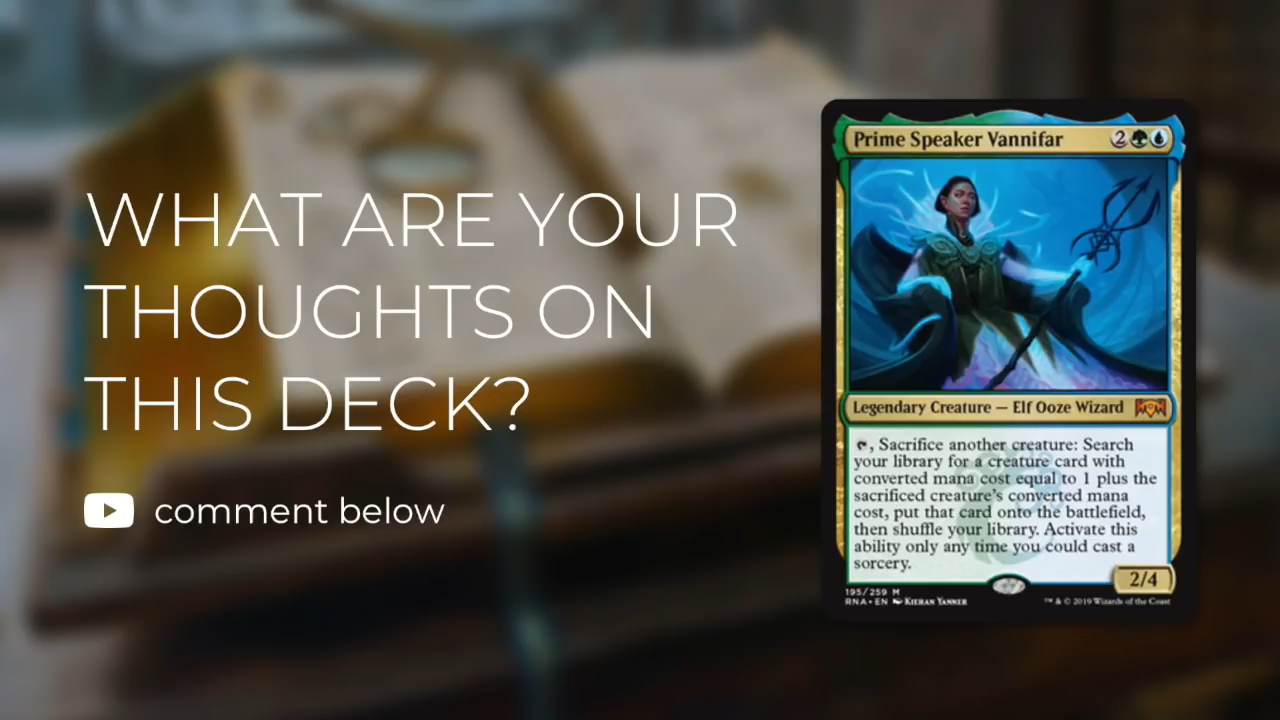 WHAT ARE YOUR
THOUGHTS ON
THIS DECK?
comment below
Prime Speaker Vannifar 2
Legendary Creature — Elf Ooze Wizard
, Sacrifice another creature: Search
your library for a creature card with
converted mana cost equal to 1 plus the
sacrificed creature's converted mana
cost, put that card onto the battlefield,
then shuffle your library. Activate this
ability only any time you could cast a
sorcery.
2/4
195/259 M
RNA • EN KIERAN YANNER
™ & © 2019 Wizards of the Coast